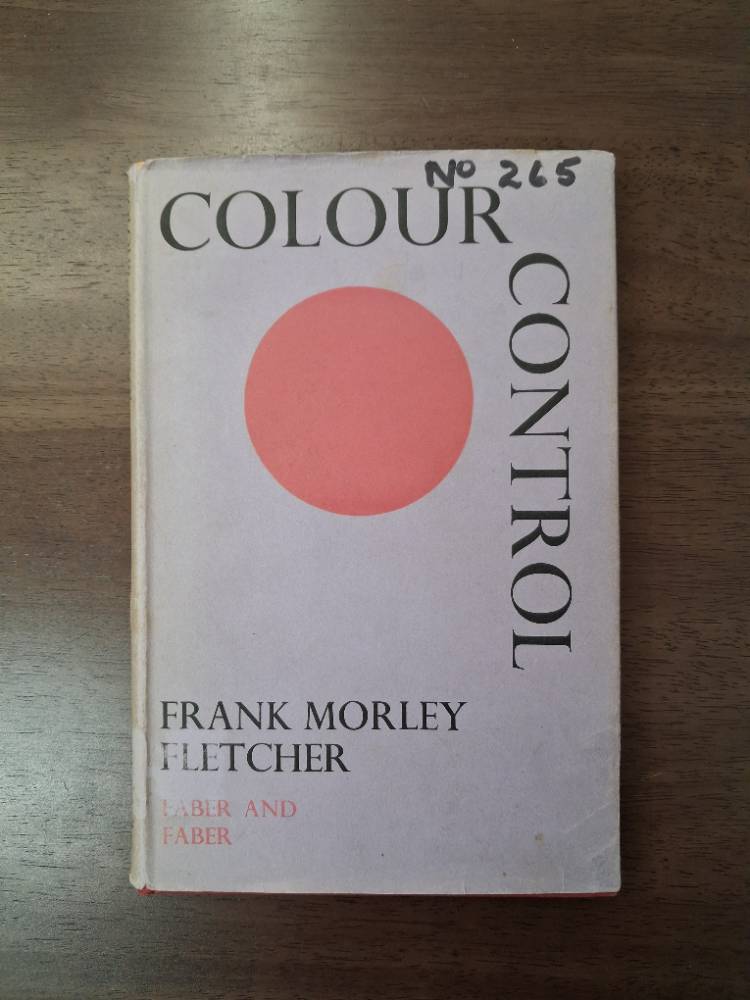 Nº 265
COLOUR
CONTROL
FRANK MORLEY
FLETCHER
FABER AND
FABER